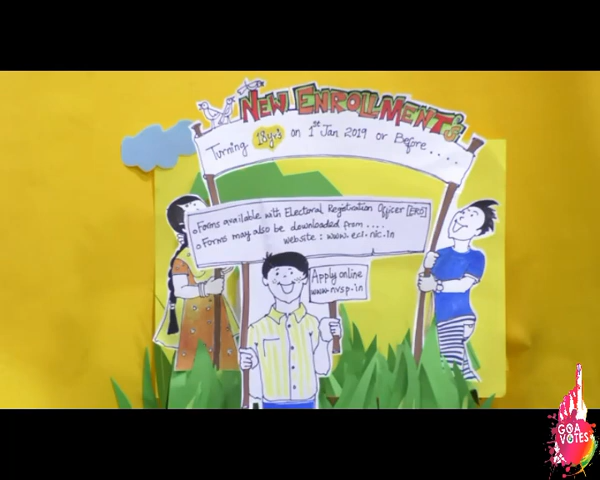 NEW ENROLLMENT's
Turning 18yrs on 1st Jan 2019 or Before.....
Forms available with Electoral Registration Officer [ERO]
Forms may also be downloaded from ....
website: www.eci.nic.in
Apply online
www.nvsp.in
GOA
VOTES